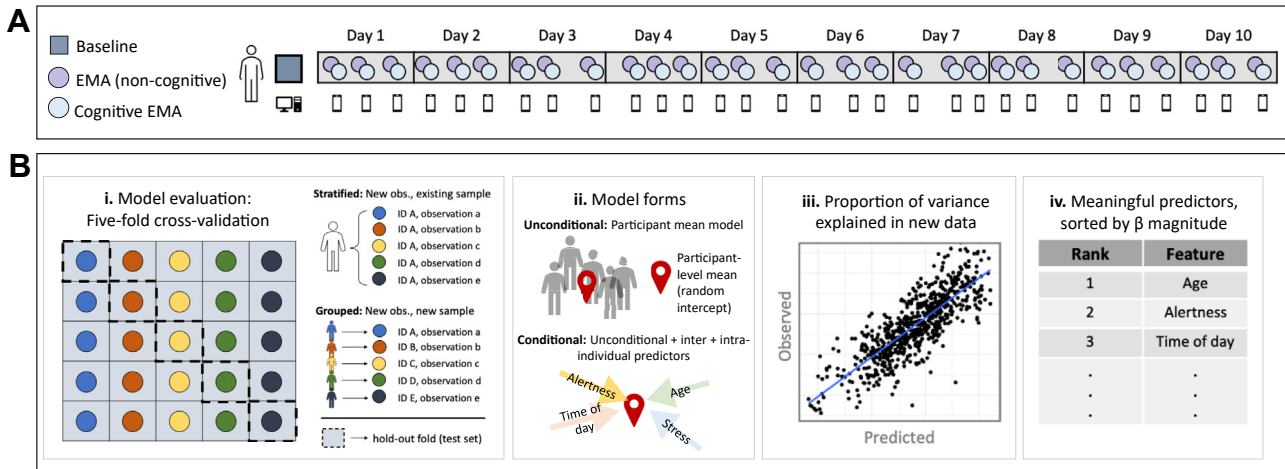 A
Baseline
EMA (non-cognitive)
Cognitive EMA
Day 1 Day 2 Day 3 Day 4 Day 5 Day 6 Day 7 Day 8 Day 9 Day 10
B
i. Model evaluation:
Five-fold cross-validation
Stratified: New obs., existing sample
ID A, observation a
ID A, observation b
ID A, observation c
ID A, observation d
ID A, observation e
Grouped: New obs., new sample
ID A, observation a
ID B, observation b
ID C, observation c
ID D, observation d
ID E, observation e
hold-out fold (test set)
ii. Model forms
Unconditional: Participant mean model
Participant-
level mean
(random
intercept)
Conditional: Unconditional + inter + intra-
individual predictors
Alertness
Age
Time of
day
Stress
iii. Proportion of variance
explained in new data
Observed
Predicted
iv. Meaningful predictors,
sorted by β magnitude
Rank Feature
1 Age
2 Alertness
3 Time of day
. .
. .
. .